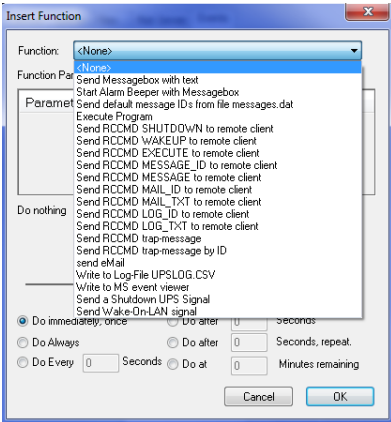 Insert Function
Function: <None>
<None>
Function Par
Send Messagebox with text
Start Alarm Beeper with Messagebox
Paramet
Send default message IDs from file messages.dat
Execute Program
Send RCCMD SHUTDOWN to remote client
Send RCCMD WAKEUP to remote client
Send RCCMD EXECUTE to remote client
Send RCCMD MESSAGE_ID to remote client
Send RCCMD MESSAGE to remote client
Send RCCMD MAIL_ID to remote client
Send RCCMD MAIL_TXT to remote client
Do nothing
Send RCCMD LOG_ID to remote client
Send RCCMD LOG_TXT to remote client
Send RCCMD trap-message
Send RCCMD trap-message by ID
send eMail
Write to Log-File UPSLOG.CSV
Write to MS event viewer
Send a Shutdown UPS Signal
Send Wake-On-LAN signal
Do immediately, once Do after 0 Seconds
Do Always Do after 0 Seconds, repeat.
Do Every 0 Seconds Do at 0 Minutes remaining
Cancel OK